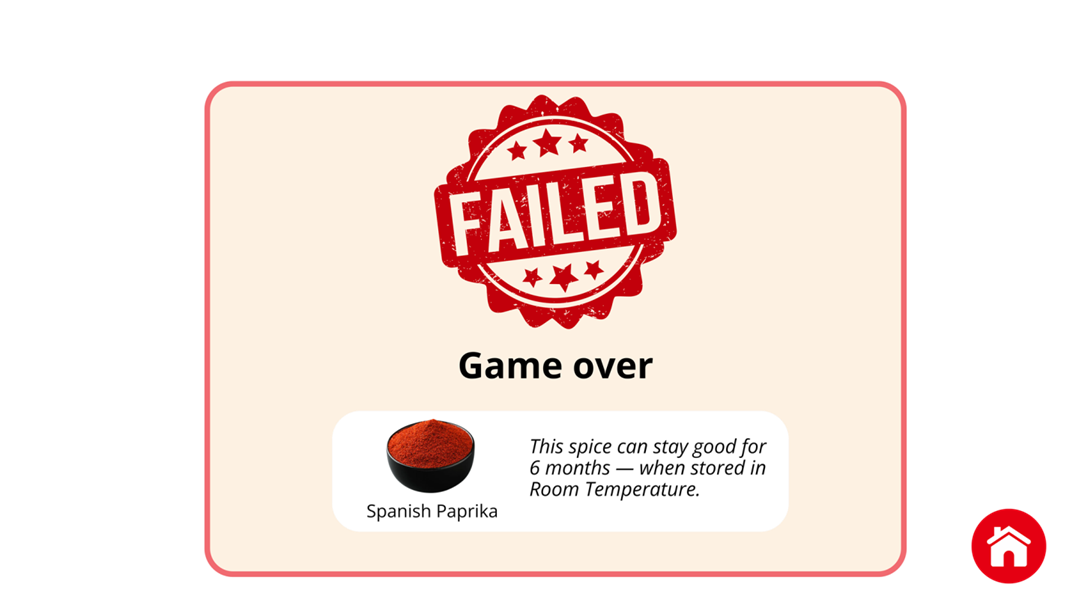 FAILED
Game over
This spice can stay good for
6 months — when stored in
Room Temperature.
Spanish Paprika